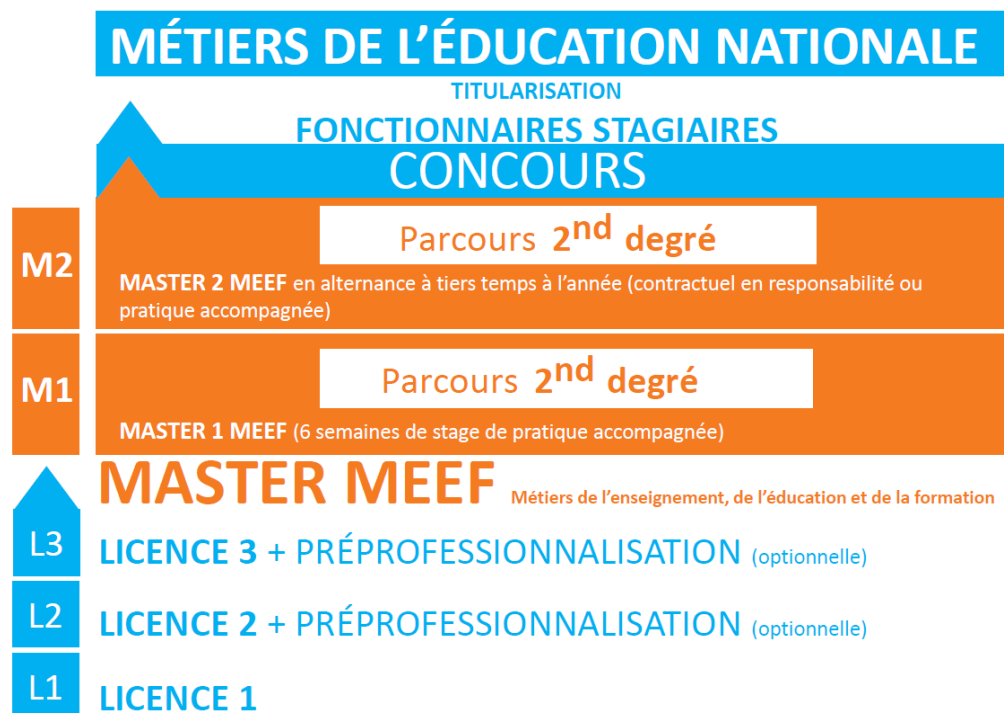 MÉTIERS DE L'ÉDUCATION NATIONALE
TITULARISATION
FONCTIONNAIRES STAGIAIRES
CONCOURS
M2
Parcours 2nd degré
MASTER 2 MEEF en alternance à tiers temps à l'année (contractuel en responsabilité ou
pratique accompagnée)
M1
Parcours 2nd degré
MASTER 1 MEEF (6 semaines de stage de pratique accompagnée)
MASTER MEEF Métiers de l'enseignement, de l'éducation et de la formation
L3 LICENCE 3 + PRÉPROFESSIONNALISATION (optionnelle)
L2 LICENCE 2 + PRÉPROFESSIONNALISATION (optionnelle)
L1 LICENCE 1